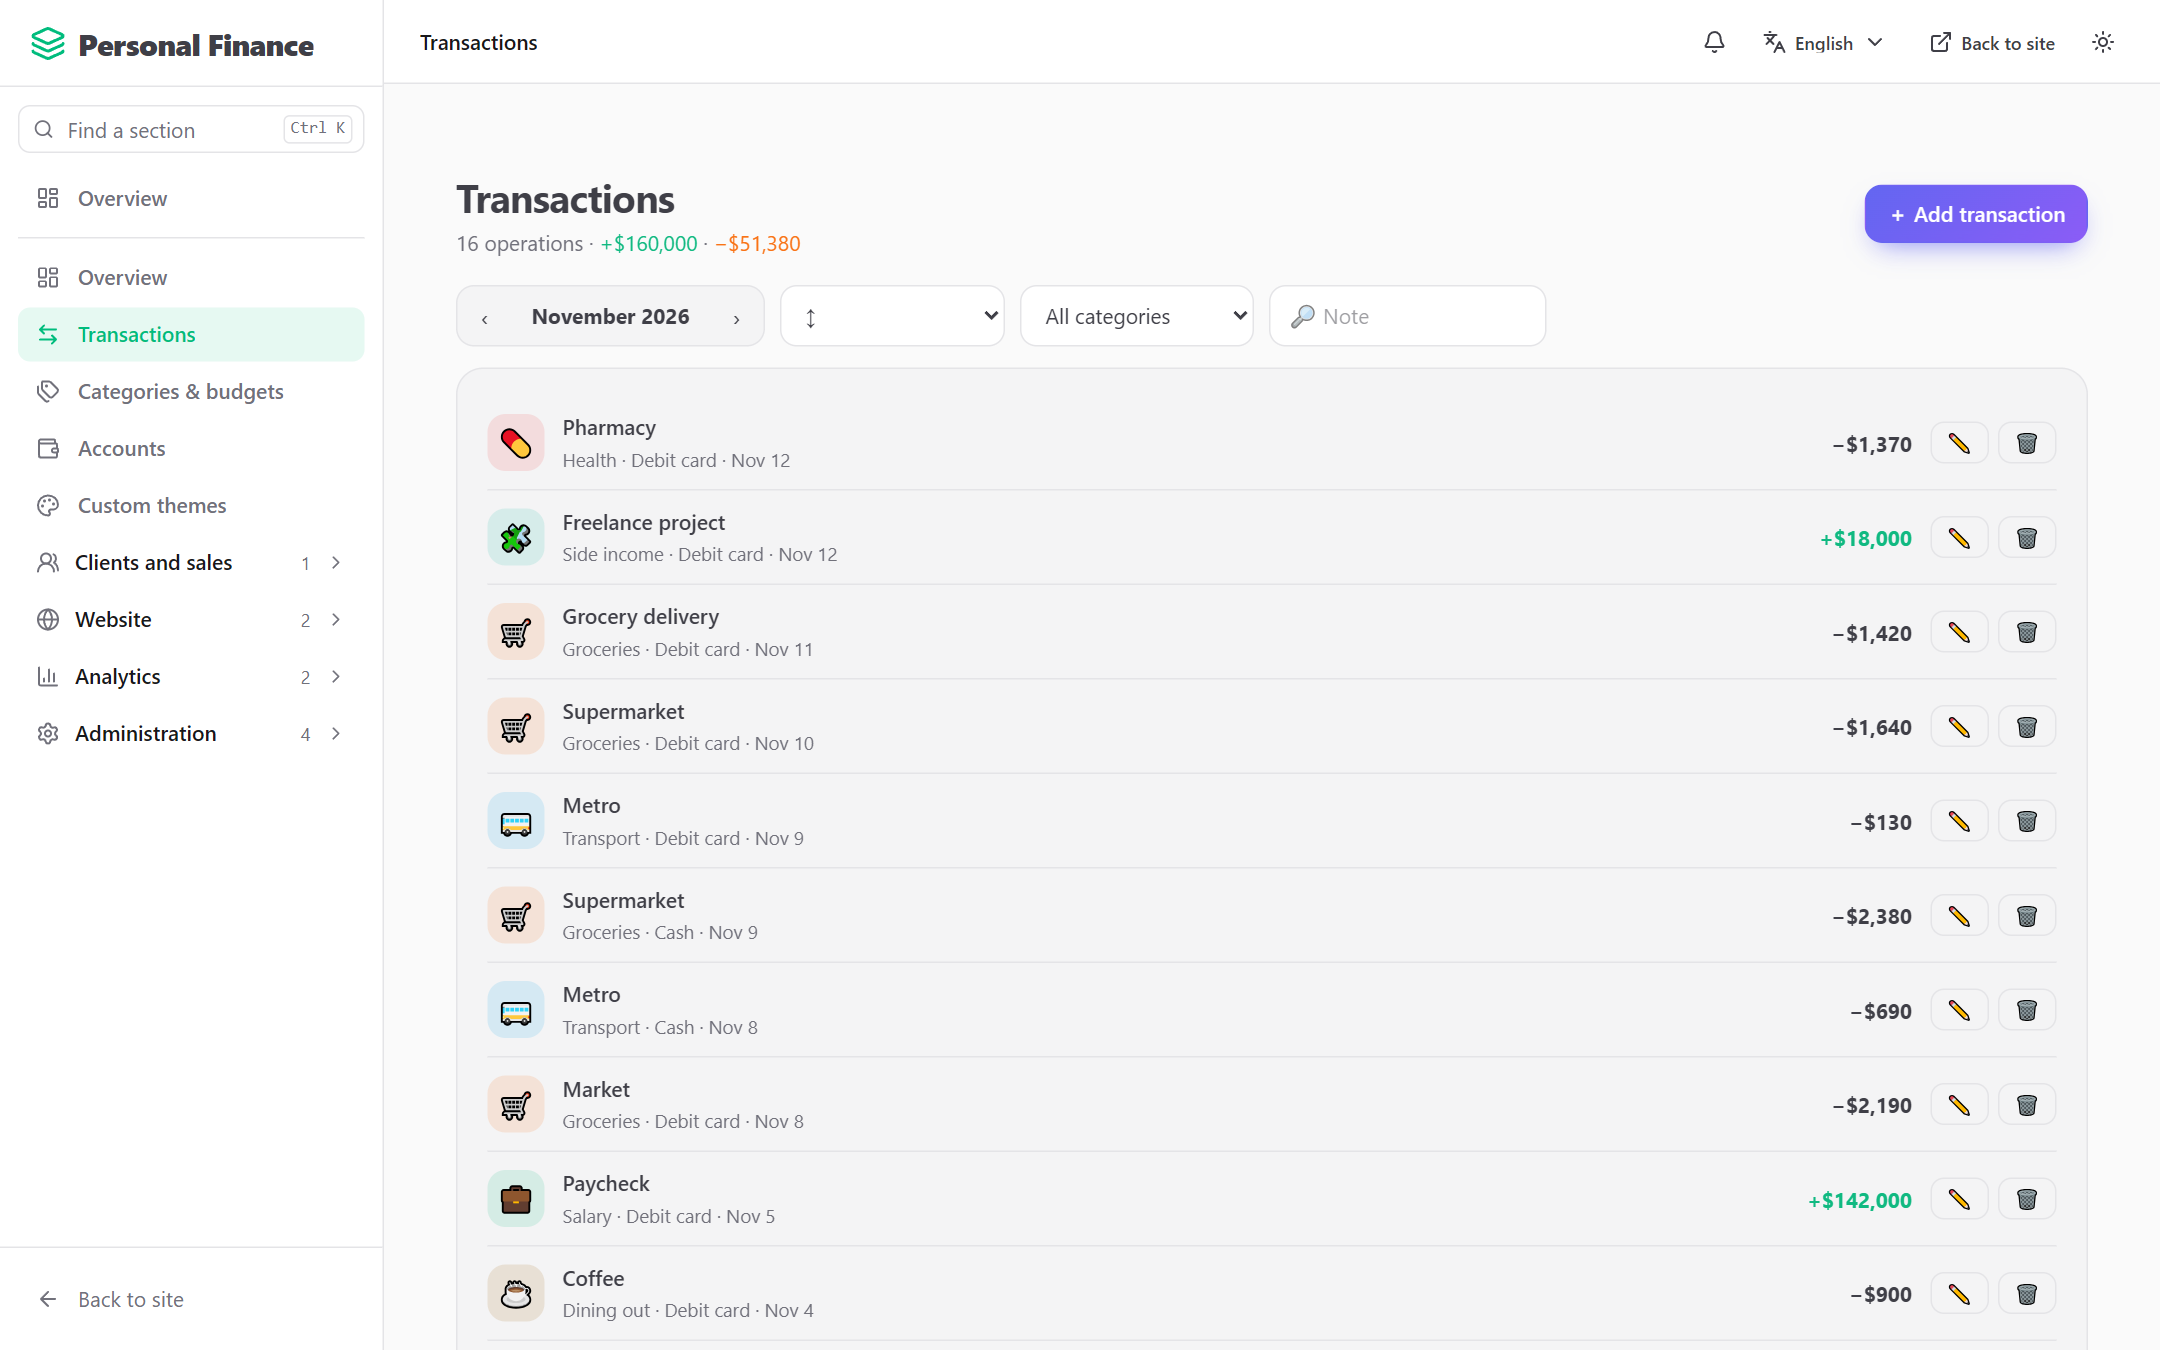 Personal Finance
Find a section
Ctrl K
Overview
Overview
Transactions
Categories & budgets
Accounts
Custom themes
Clients and sales 1
Website 2
Analytics 2
Administration 4
Back to site
Transactions
English
Back to site
Transactions
16 operations · +$160,000 · −$51,380
+ Add transaction
‹ November 2026 ›
↕
All categories
🔎 Note
Pharmacy
Health · Debit card · Nov 12
−$1,370
Freelance project
Side income · Debit card · Nov 12
+$18,000
Grocery delivery
Groceries · Debit card · Nov 11
−$1,420
Supermarket
Groceries · Debit card · Nov 10
−$1,640
Metro
Transport · Debit card · Nov 9
−$130
Supermarket
Groceries · Cash · Nov 9
−$2,380
Metro
Transport · Cash · Nov 8
−$690
Market
Groceries · Debit card · Nov 8
−$2,190
Paycheck
Salary · Debit card · Nov 5
+$142,000
Coffee
Dining out · Debit card · Nov 4
−$900